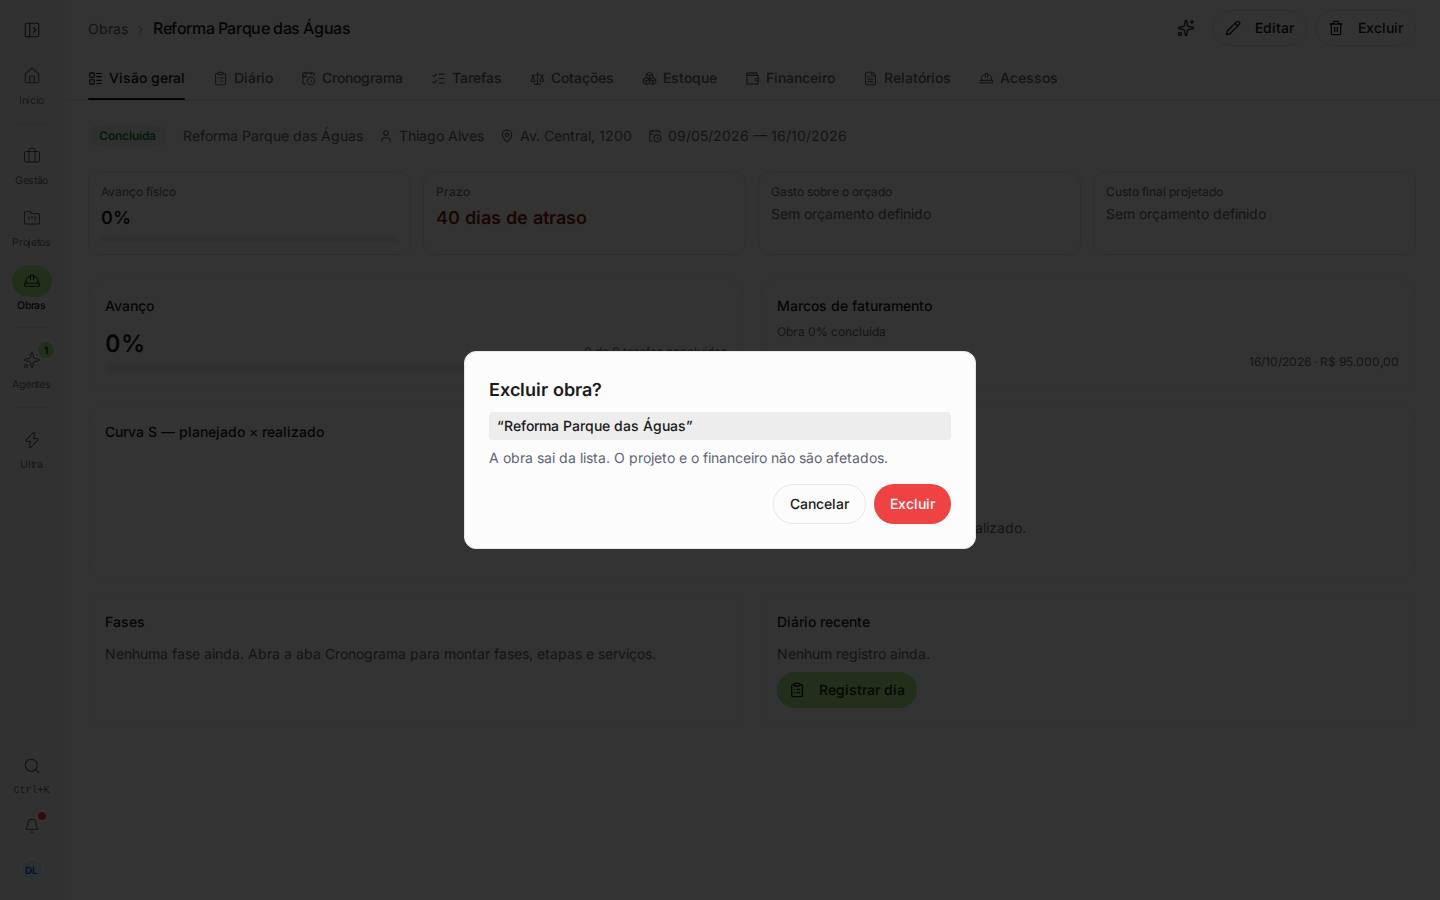 Obras > Reforma Parque das Águas
Editar
Excluir
Início
Gestão
Projetos
Obras
1
Agentes
Ultra
Ctrl+K
DL
Visão geral
Diário
Cronograma
Tarefas
Cotações
Estoque
Financeiro
Relatórios
Acessos
Concluída
Reforma Parque das Águas
Thiago Alves
Av. Central, 1200
09/05/2026 — 16/10/2026
Avanço físico
0%
Prazo
40 dias de atraso
Gasto sobre o orçado
Sem orçamento definido
Custo final projetado
Sem orçamento definido
Avanço
0%
Marcos de faturamento
Obra 0% concluída
16/10/2026 · R$ 95.000,00
Curva S — planejado × realizado
Excluir obra?
“Reforma Parque das Águas”
A obra sai da lista. O projeto e o financeiro não são afetados.
Cancelar
Excluir
Fases
Nenhuma fase ainda. Abra a aba Cronograma para montar fases, etapas e serviços.
Diário recente
Nenhum registro ainda.
Registrar dia